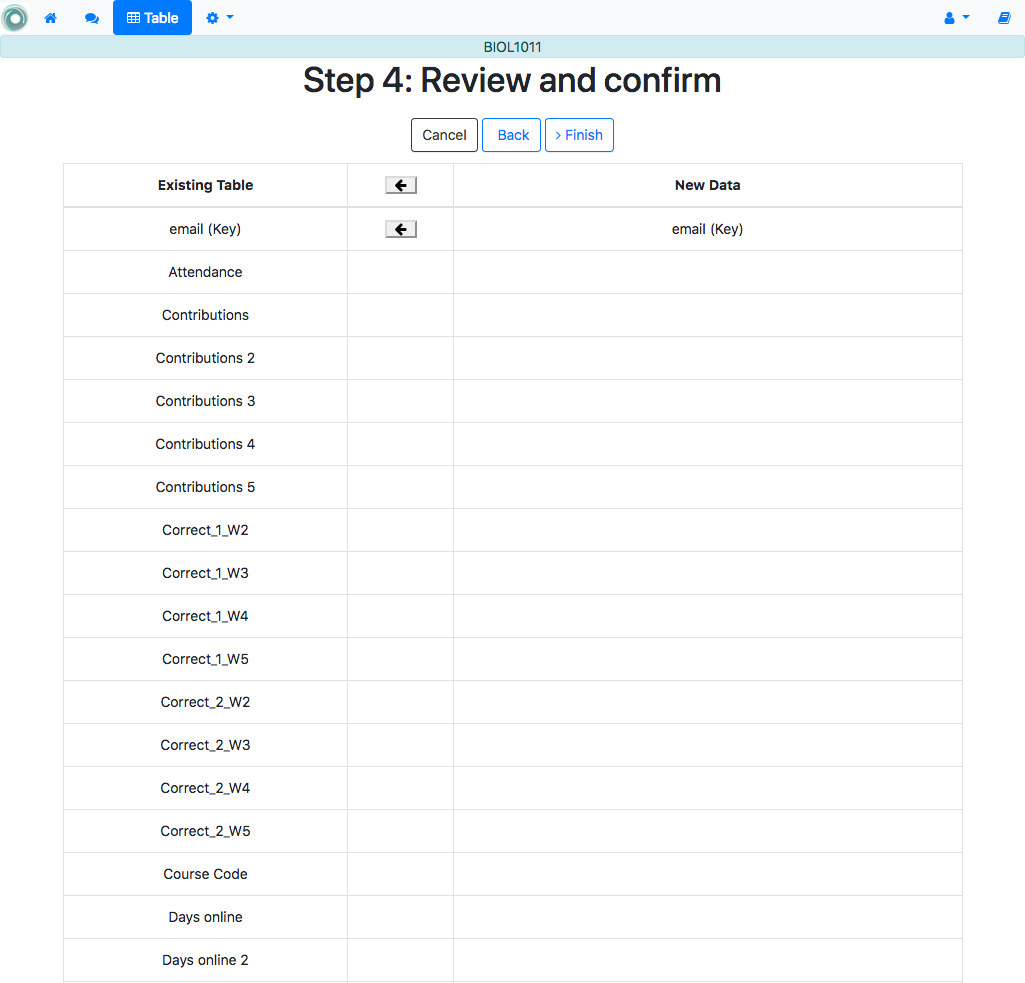 Table
BIOL1011
Step 4: Review and confirm
Cancel Back > Finish
Existing Table New Data
email (Key) email (Key)
Attendance
Contributions
Contributions 2
Contributions 3
Contributions 4
Contributions 5
Correct_1_W2
Correct_1_W3
Correct_1_W4
Correct_1_W5
Correct_2_W2
Correct_2_W3
Correct_2_W4
Correct_2_W5
Course Code
Days online
Days online 2